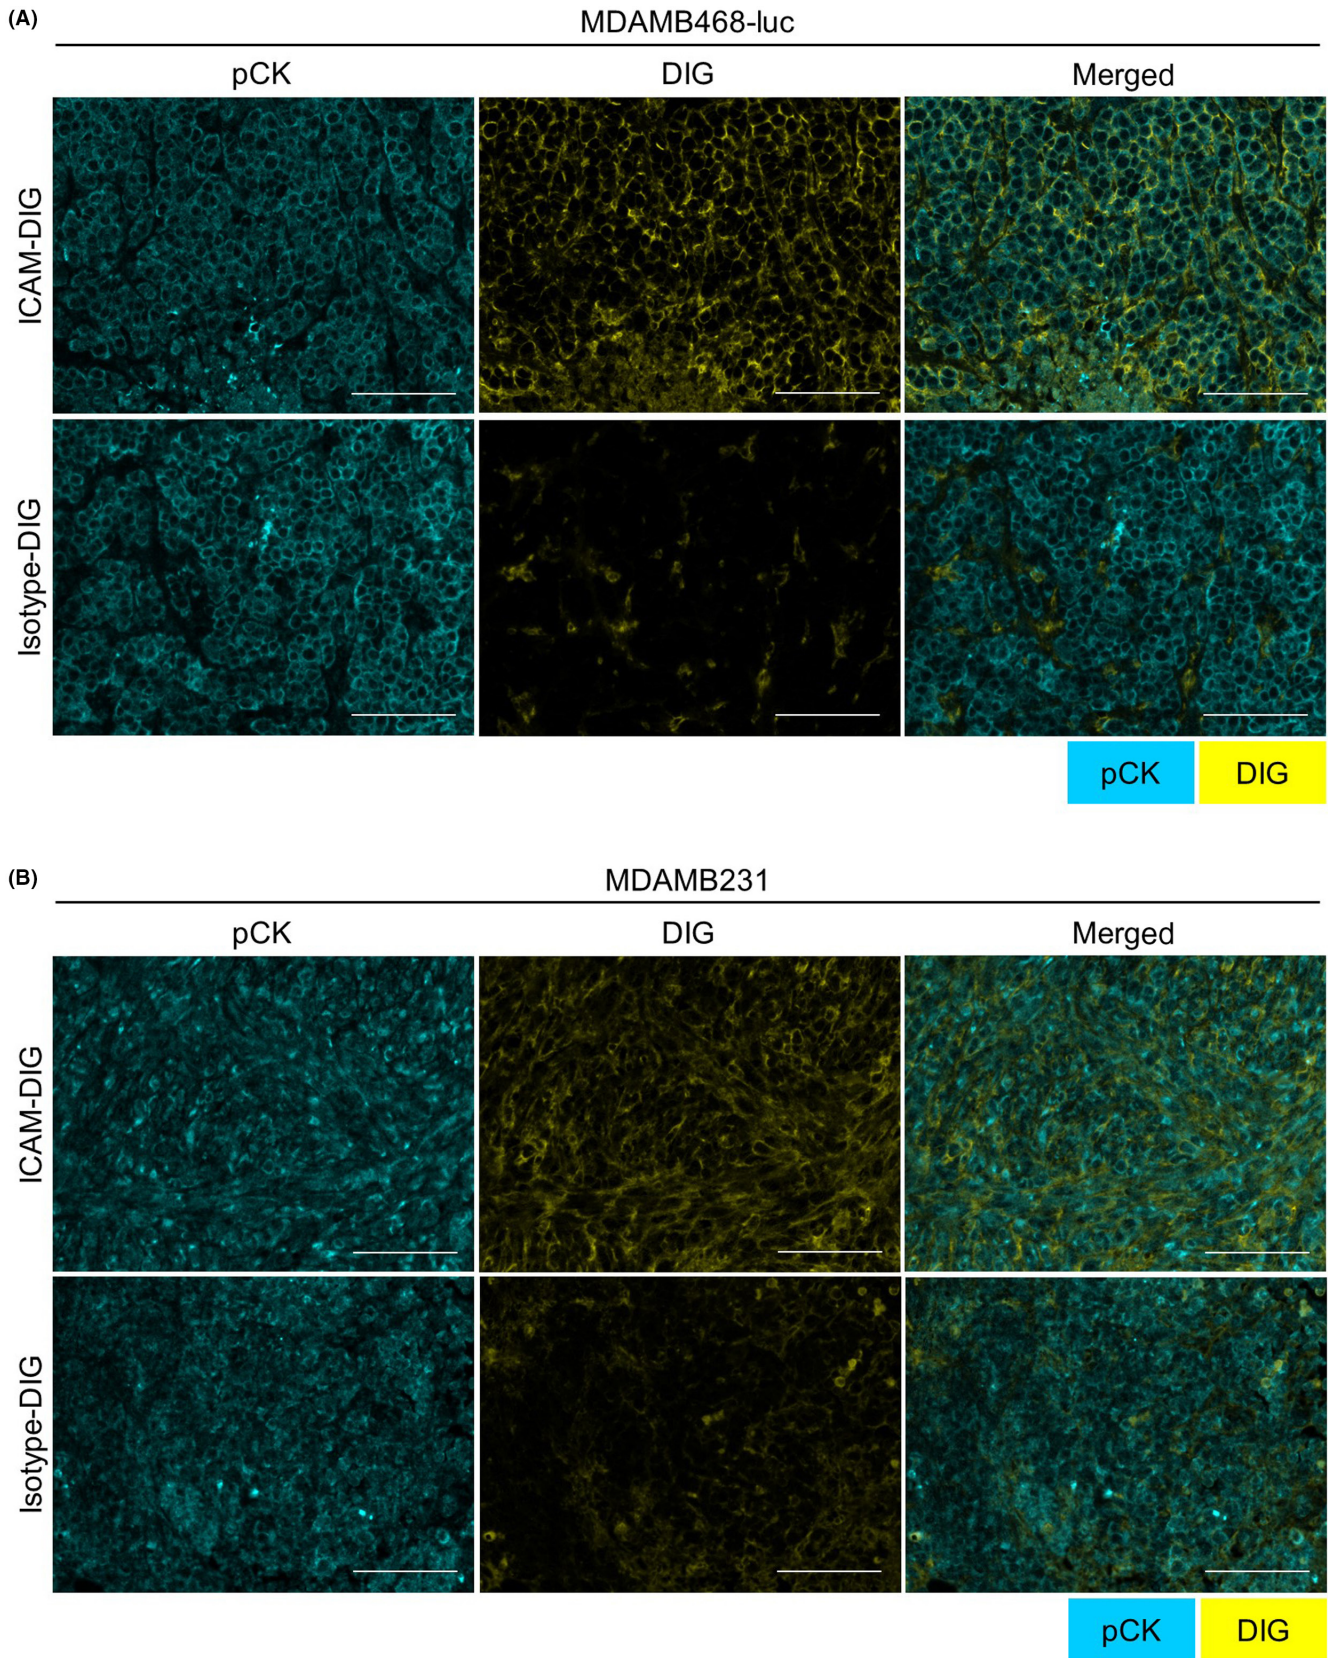 (A)
MDAMB468-luc
pCK DIG Merged
ICAM-DIG
Isotype-DIG
pCK DIG
(B)
MDAMB231
pCK DIG Merged
ICAM-DIG
Isotype-DIG
pCK DIG